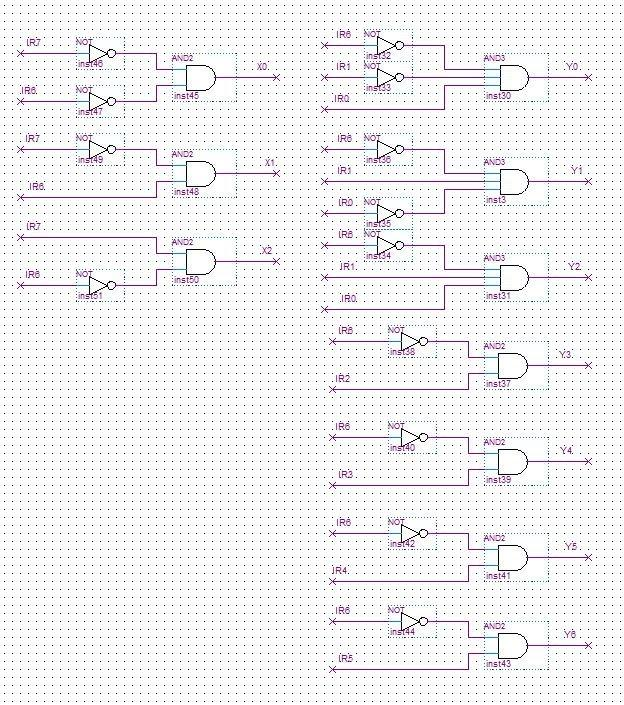 IR7
NOT
inst46
AND2
X0
IR6
NOT
inst47
inst45
IR7
NOT
inst49
AND2
X1
IR6
inst48
IR7
AND2
X2
IR6
NOT
inst51
inst50
IR6
NOT
inst32
AND3
Y0
IR1
NOT
inst33
IR0
inst30
IR6
NOT
inst36
AND3
Y1
IR1
IR0
NOT
inst35
inst3
IR6
NOT
inst34
AND3
Y2
IR1
IR0
inst31
IR6
NOT
inst38
AND2
Y3
IR2
inst37
IR6
NOT
inst40
AND2
Y4
IR3
inst39
IR6
NOT
inst42
AND2
Y5
IR4
inst41
IR6
NOT
inst44
AND2
Y6
IR5
inst43